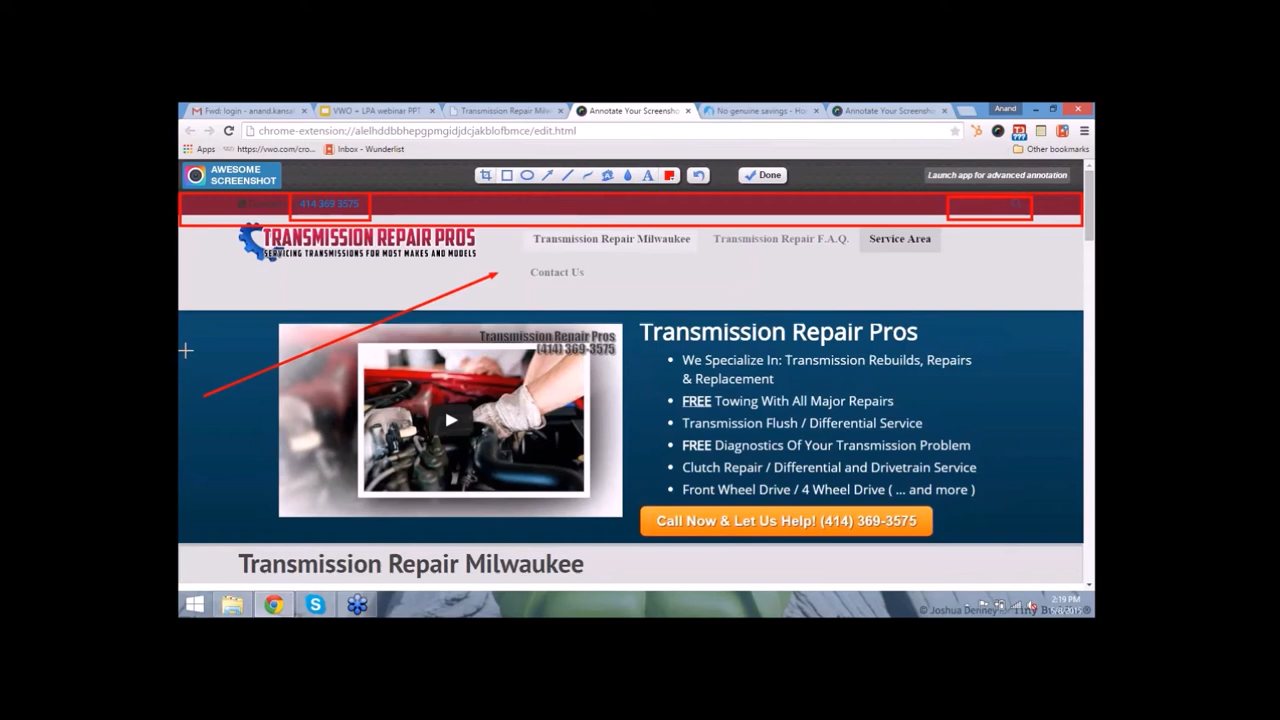 Fwd: login - anand.kansal
VWO + LPA webinar PPT
Transmission Repair Milw
Annotate Your Screensho
No genuine savings - Ho
Annotate Your Screensho
Anand
chrome-extension://alelhddbbhepgpmgidjdcjakblofbmce/edit.html
Apps
https://vwo.com/cro...
Inbox - Wunderlist
Other bookmarks
AWESOME
SCREENSHOT
Done
Launch app for advanced annotation
414 369 3575
TRANSMISSION REPAIR PROS
SERVICING TRANSMISSIONS FOR MOST MAKES AND MODELS
Transmission Repair Milwaukee
Transmission Repair F.A.Q.
Service Area
Contact Us
Transmission Repair Pros
(414) 369-3575
Transmission Repair Pros
We Specialize In: Transmission Rebuilds, Repairs
& Replacement
FREE Towing With All Major Repairs
Transmission Flush / Differential Service
FREE Diagnostics Of Your Transmission Problem
Clutch Repair / Differential and Drivetrain Service
Front Wheel Drive / 4 Wheel Drive ( ... and more )
Call Now & Let Us Help! (414) 369-3575
Transmission Repair Milwaukee
2:19 PM
© Joshua Denney for Tiny